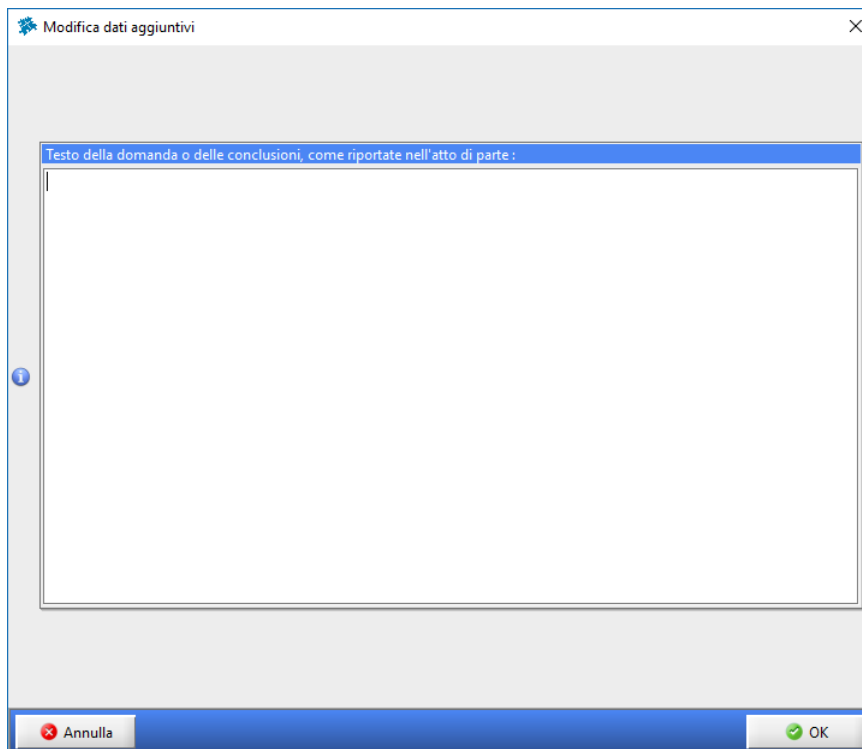 Modifica dati aggiuntivi
Testo della domanda o delle conclusioni, come riportate nell'atto di parte :
Annulla
OK